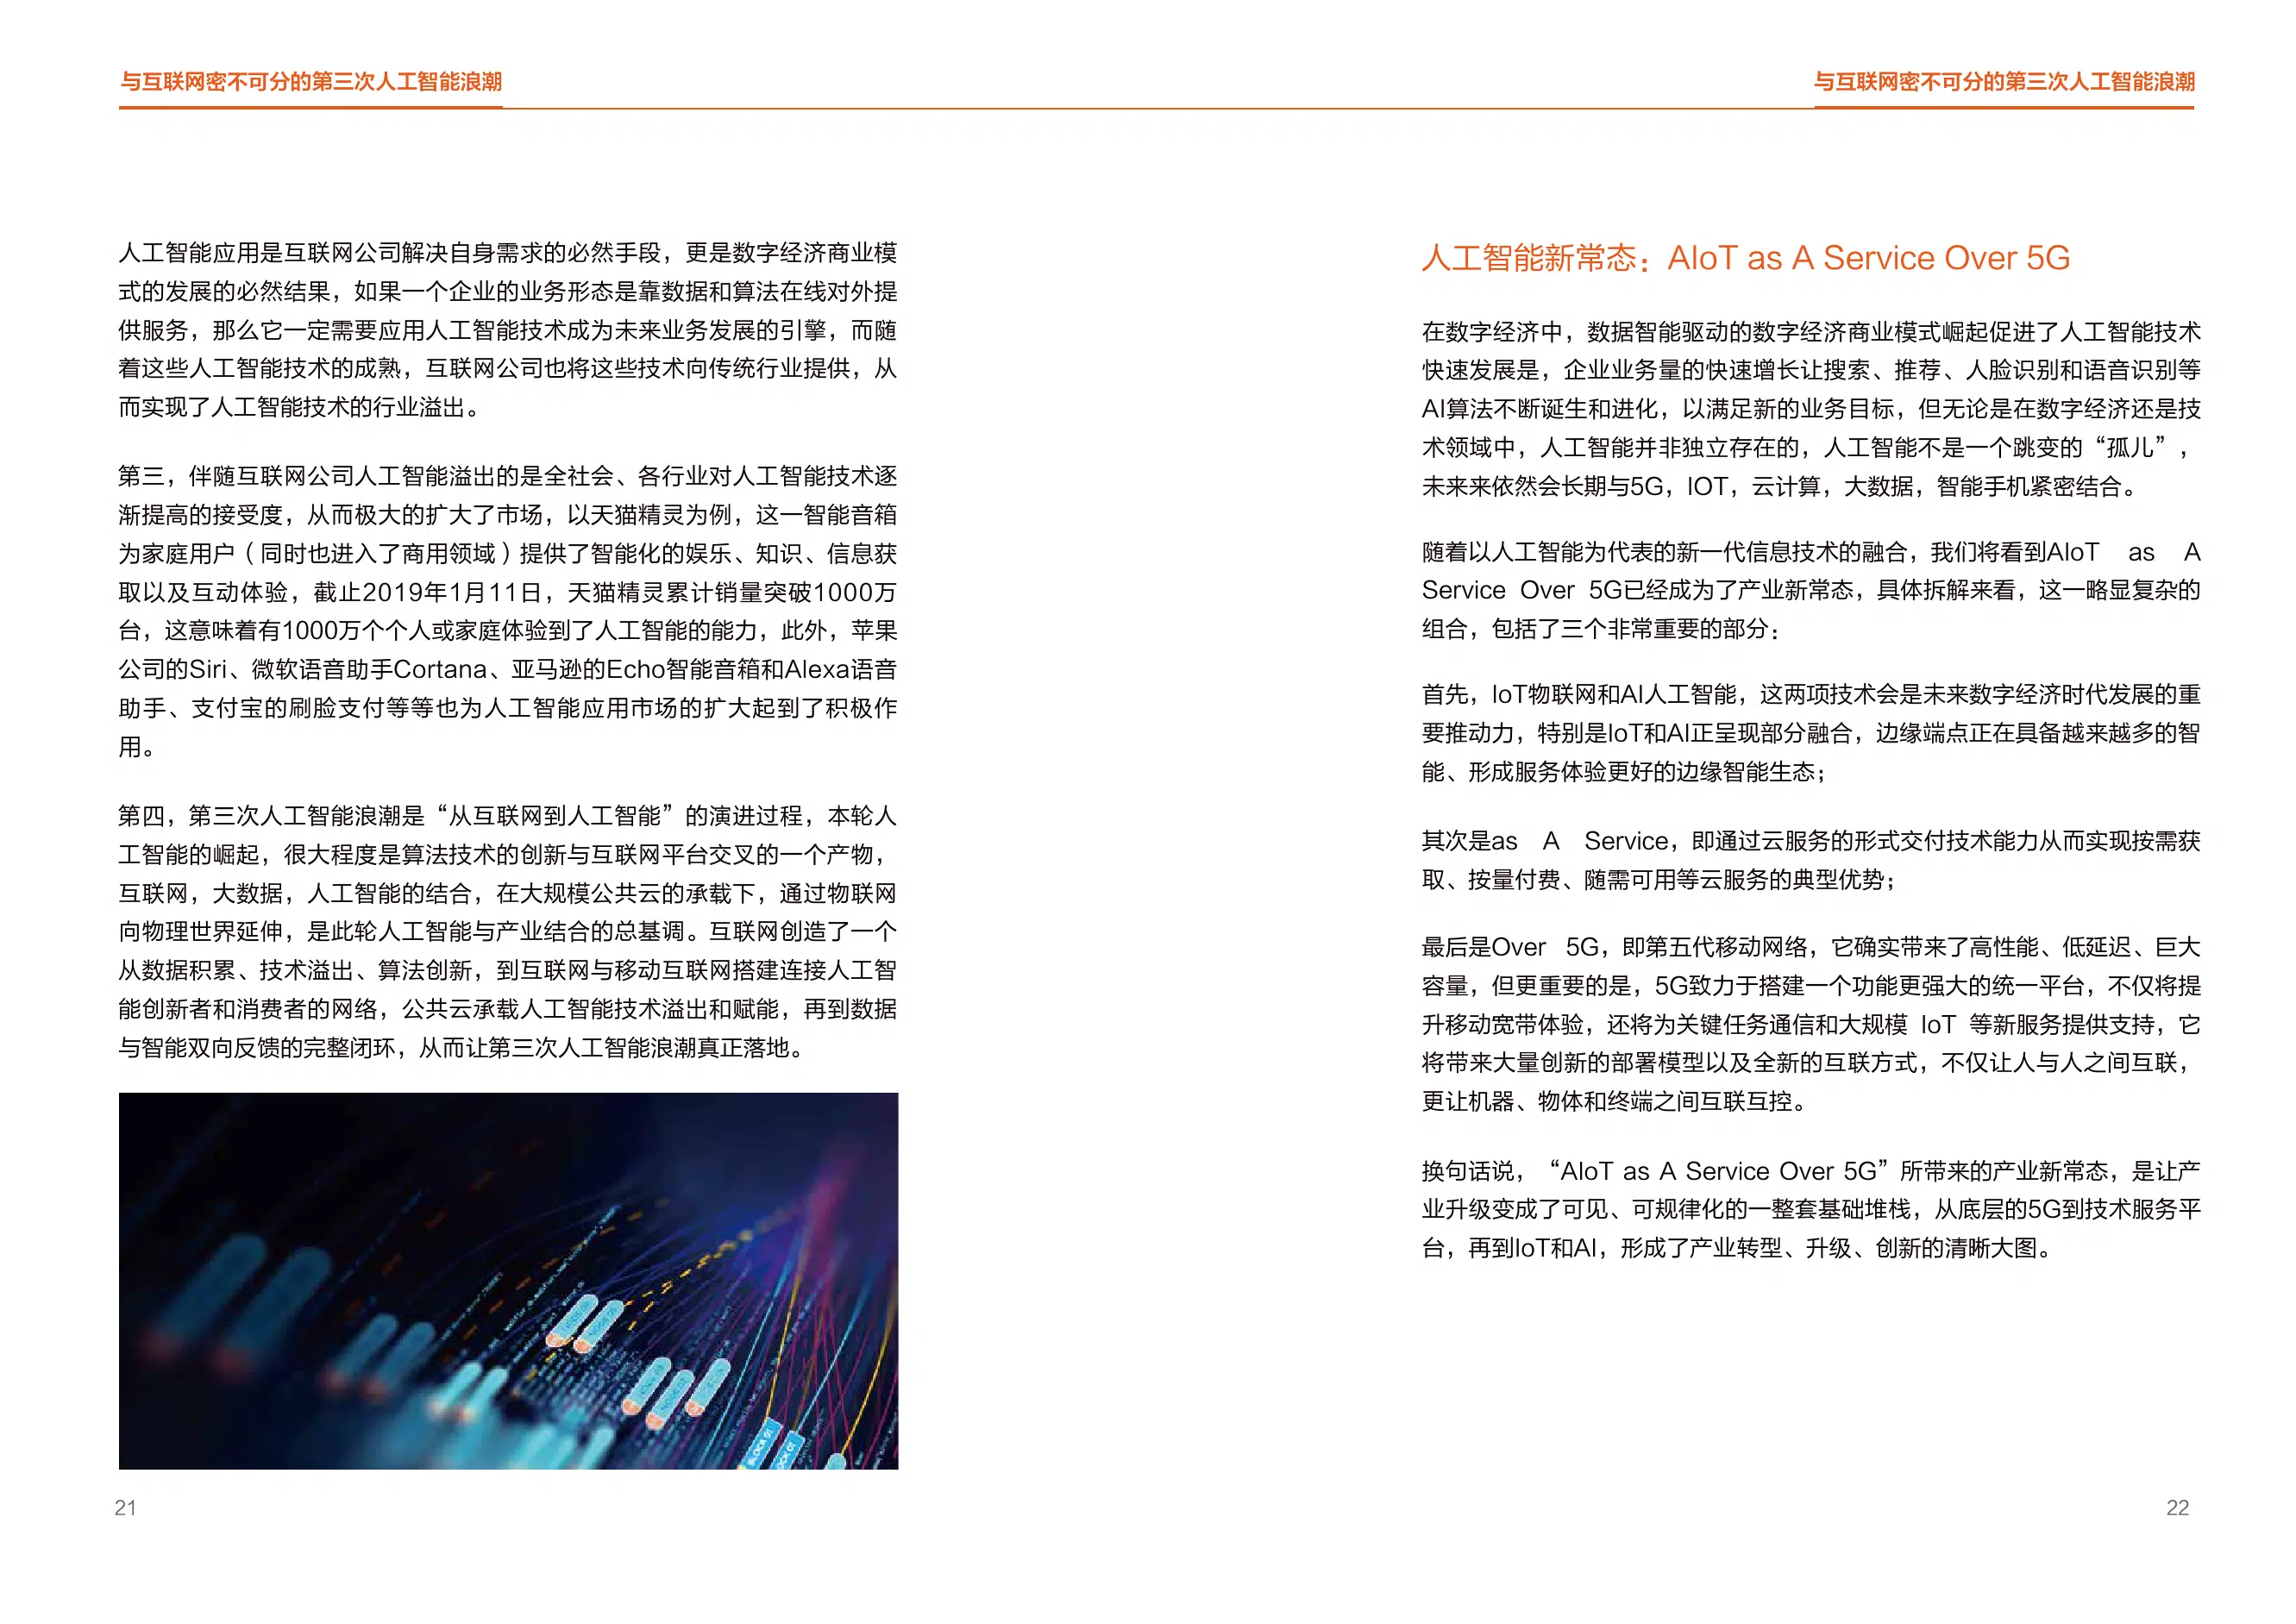 与互联网密不可分的第三次人工智能浪潮
人工智能应用是互联网公司解决自身需求的必然手段，更是数字经济商业模
式的发展的必然结果，如果一个企业的业务形态是靠数据和算法在线对外提
供服务，那么它一定需要应用人工智能技术成为未来业务发展的引擎，而随
着这些人工智能技术的成熟，互联网公司也将这些技术向传统行业提供，从
而实现了人工智能技术的行业溢出。
第三，伴随互联网公司人工智能溢出的是全社会、各行业对人工智能技术逐
渐提高的接受度，从而极大的扩大了市场，以天猫精灵为例，这一智能音箱
为家庭用户（同时也进入了商用领域）提供了智能化的娱乐、知识、信息获
取以及互动体验，截止2019年1月11日，天猫精灵累计销量突破1000万
台，这意味着有1000万个个人或家庭体验到了人工智能的能力，此外，苹果
公司的Siri、微软语音助手Cortana、亚马逊的Echo智能音箱和Alexa语音
助手、支付宝的刷脸支付等等也为人工智能应用市场的扩大起到了积极作
用。
第四，第三次人工智能浪潮是“从互联网到人工智能”的演进过程，本轮人
工智能的崛起，很大程度是算法技术的创新与互联网平台交叉的一个产物，
互联网，大数据，人工智能的结合，在大规模公共云的承载下，通过物联网
向物理世界延伸，是此轮人工智能与产业结合的总基调。互联网创造了一个
从数据积累、技术溢出、算法创新，到互联网与移动互联网搭建连接人工智
能创新者和消费者的网络，公共云承载人工智能技术溢出和赋能，再到数据
与智能双向反馈的完整闭环，从而让第三次人工智能浪潮真正落地。
21
与互联网密不可分的第三次人工智能浪潮
人工智能新常态：AIoT as A Service Over 5G
在数字经济中，数据智能驱动的数字经济商业模式崛起促进了人工智能技术
快速发展是，企业业务量的快速增长让搜索、推荐、人脸识别和语音识别等
AI算法不断诞生和进化，以满足新的业务目标，但无论是在数字经济还是技
术领域中，人工智能并非独立存在的，人工智能不是一个跳变的“孤儿”，
未来来依然会长期与5G，IOT，云计算，大数据，智能手机紧密结合。
随着以人工智能为代表的新一代信息技术的融合，我们将看到AIoT as A
Service Over 5G已经成为了产业新常态，具体拆解来看，这一略显复杂的
组合，包括了三个非常重要的部分：
首先，IoT物联网和AI人工智能，这两项技术会是未来数字经济时代发展的重
要推动力，特别是IoT和AI正呈现部分融合，边缘端点正在具备越来越多的智
能、形成服务体验更好的边缘智能生态；
其次是as A Service，即通过云服务的形式交付技术能力从而实现按需获
取、按量付费、随需可用等云服务的典型优势；
最后是Over 5G，即第五代移动网络，它确实带来了高性能、低延迟、巨大
容量，但更重要的是，5G致力于搭建一个功能更强大的统一平台，不仅将提
升移动宽带体验，还将为关键任务通信和大规模 IoT 等新服务提供支持，它
将带来大量创新的部署模型以及全新的互联方式，不仅让人与人之间互联，
更让机器、物体和终端之间互联互控。
换句话说，“AIoT as A Service Over 5G”所带来的产业新常态，是让产
业升级变成了可见、可规律化的一整套基础堆栈，从底层的5G到技术服务平
台，再到IoT和AI，形成了产业转型、升级、创新的清晰大图。
22